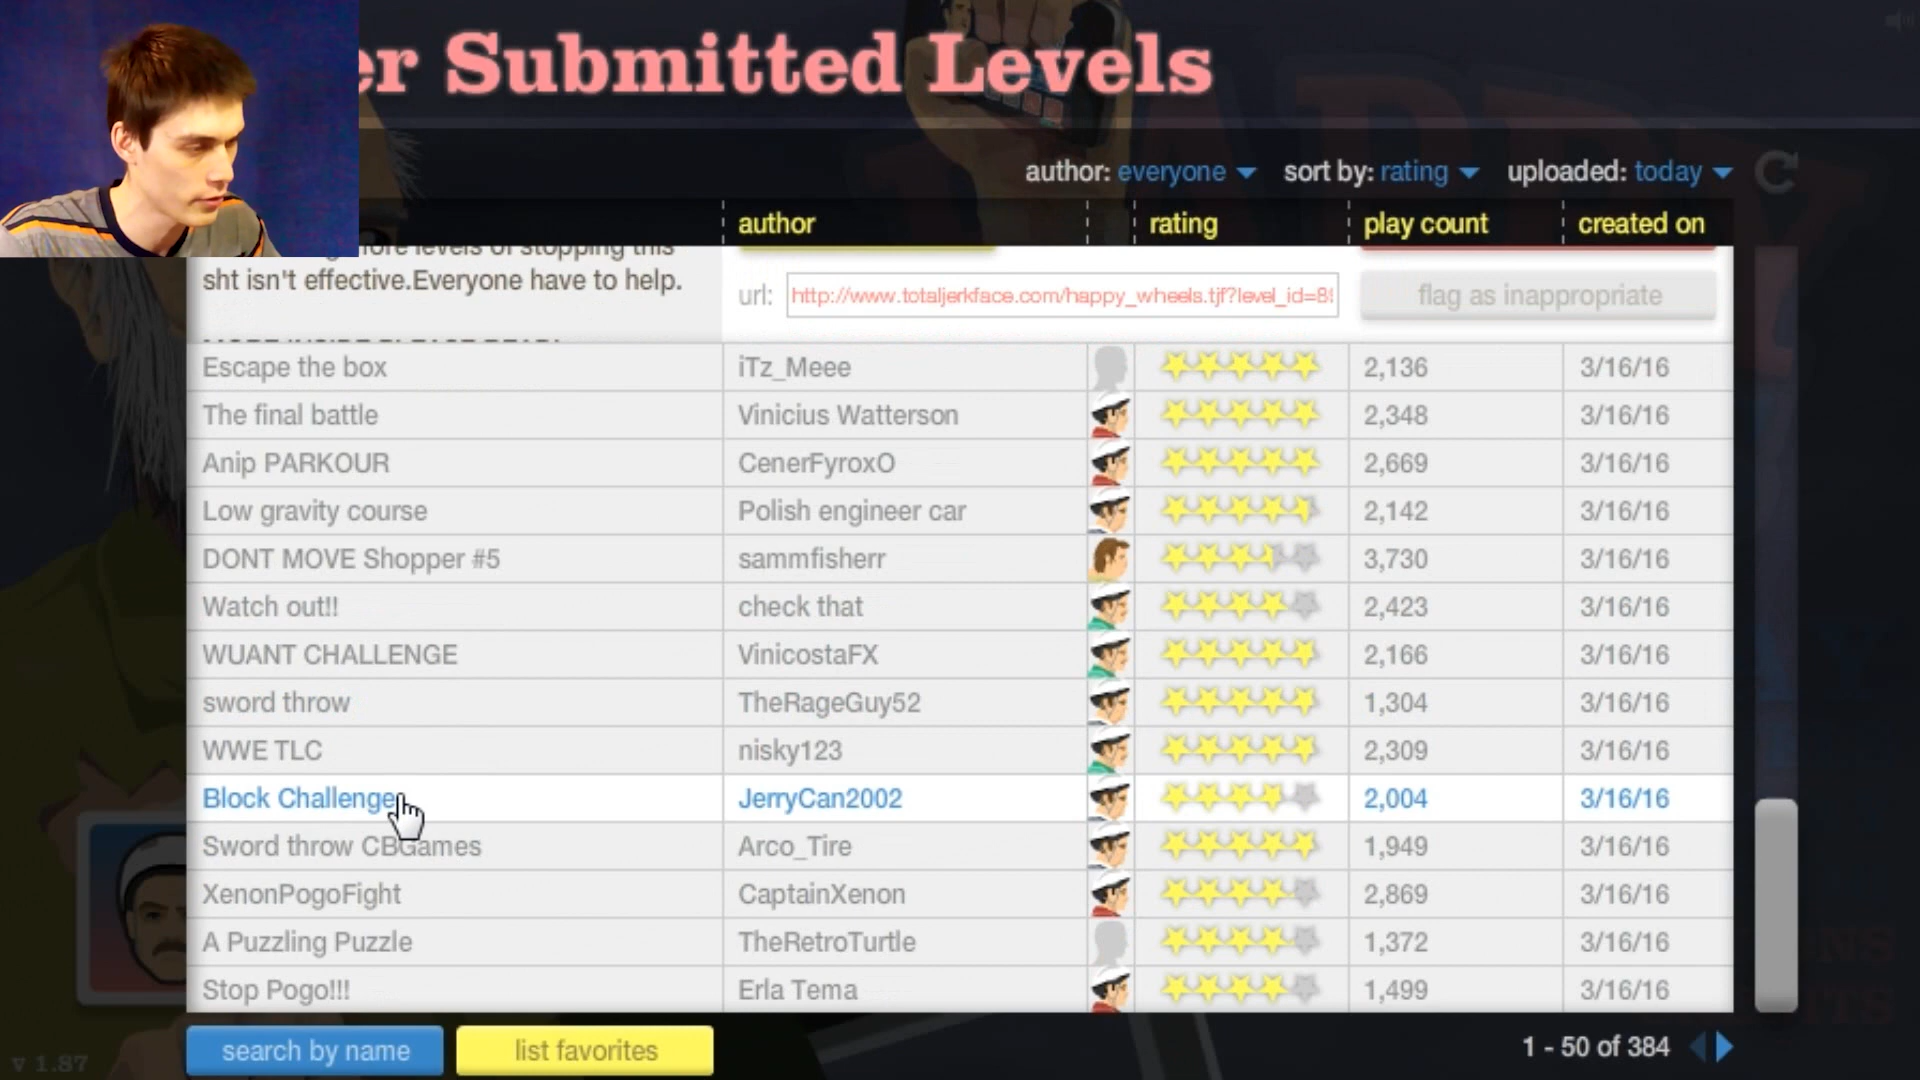 er Submitted Levels
author: everyone sort by: rating uploaded: today
author rating play count created on
levels of stopping this
sht isn't effective.Everyone have to help.
url: http://www.totaljerkface.com/happy_wheels.tjf?level_id=8
flag as inappropriate
Escape the box iTz_Meee 2,136 3/16/16
The final battle Vinicius Watterson 2,348 3/16/16
Anip PARKOUR CenerFyroxO 2,669 3/16/16
Low gravity course Polish engineer car 2,142 3/16/16
DONT MOVE Shopper #5 sammfisherr 3,730 3/16/16
Watch out!! check that 2,423 3/16/16
WUANT CHALLENGE VinicostaFX 2,166 3/16/16
sword throw TheRageGuy52 1,304 3/16/16
WWE TLC nisky123 2,309 3/16/16
Block Challenge JerryCan2002 2,004 3/16/16
Sword throw CBGames Arco_Tire 1,949 3/16/16
XenonPogoFight CaptainXenon 2,869 3/16/16
A Puzzling Puzzle TheRetroTurtle 1,372 3/16/16
Stop Pogo!!! Erla Tema 1,499 3/16/16
search by name list favorites 1 - 50 of 384
v 1.87